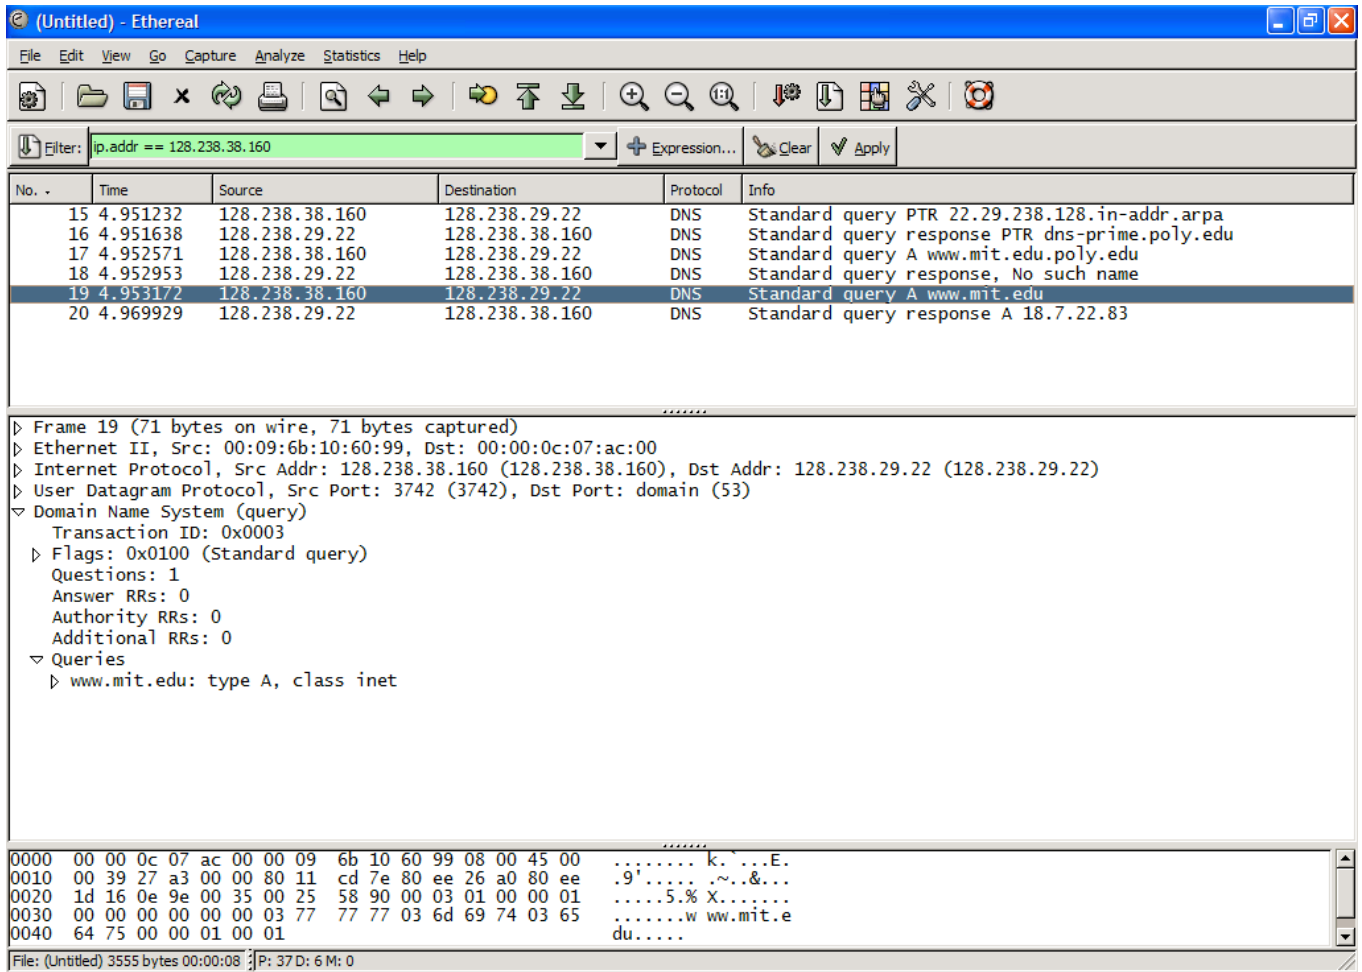 (Untitled) - Ethereal
File Edit View Go Capture Analyze Statistics Help
Filter: ip.addr == 128.238.38.160 Expression... Clear Apply
No. Time Source Destination Protocol Info
15 4.951232 128.238.38.160 128.238.29.22 DNS Standard query PTR 22.29.238.128.in-addr.arpa
16 4.951638 128.238.29.22 128.238.38.160 DNS Standard query response PTR dns-prime.poly.edu
17 4.952571 128.238.38.160 128.238.29.22 DNS Standard query A www.mit.edu.poly.edu
18 4.952953 128.238.29.22 128.238.38.160 DNS Standard query response, No such name
19 4.953172 128.238.38.160 128.238.29.22 DNS Standard query A www.mit.edu
20 4.969929 128.238.29.22 128.238.38.160 DNS Standard query response A 18.7.22.83
Frame 19 (71 bytes on wire, 71 bytes captured)
Ethernet II, Src: 00:09:6b:10:60:99, Dst: 00:00:0c:07:ac:00
Internet Protocol, Src Addr: 128.238.38.160 (128.238.38.160), Dst Addr: 128.238.29.22 (128.238.29.22)
User Datagram Protocol, Src Port: 3742 (3742), Dst Port: domain (53)
Domain Name System (query)
Transaction ID: 0x0003
Flags: 0x0100 (Standard query)
Questions: 1
Answer RRs: 0
Authority RRs: 0
Additional RRs: 0
Queries
www.mit.edu: type A, class inet
0000 00 00 0c 07 ac 00 00 09 6b 10 60 99 08 00 45 00 ........ k.`...E.
0010 00 39 27 a3 00 00 80 11 cd 7e 80 ee 26 a0 80 ee .9'..... .~..&...
0020 1d 16 0e 9e 00 35 00 25 58 90 00 03 01 00 00 01 .....5.% X.......
0030 00 00 00 00 00 00 03 77 77 77 03 6d 69 74 03 65 .......w ww.mit.e
0040 64 75 00 00 01 00 01 du.....
File: (Untitled) 3555 bytes 00:00:08 P: 37 D: 6 M: 0